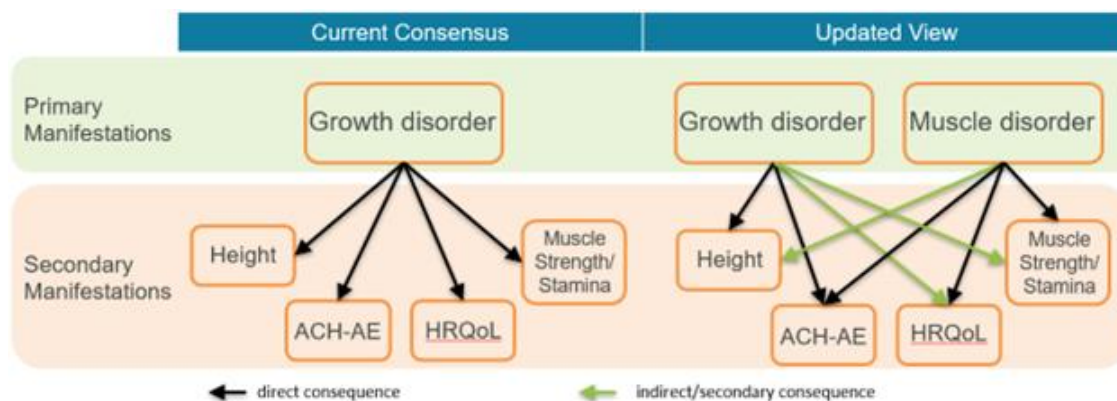 Current Consensus
Updated View
Primary
Manifestations
Growth disorder
Growth disorder
Muscle disorder
Secondary
Manifestations
Height
ACH-AE
HRQoL
Muscle
Strength/
Stamina
Height
ACH-AE
HRQoL
Muscle
Strength/
Stamina
direct consequence
indirect/secondary consequence